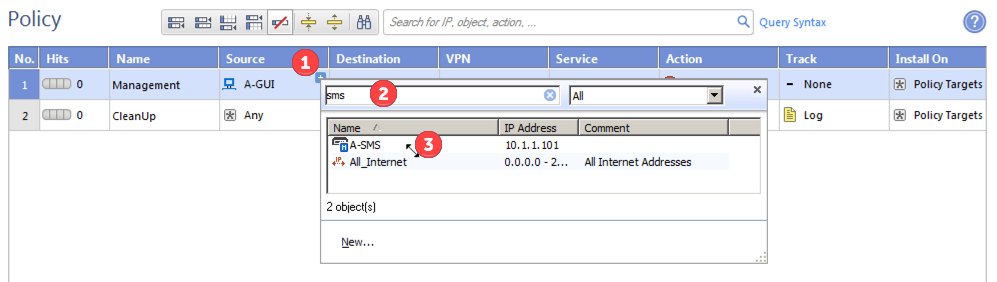 Policy
Search for IP, object, action, ...
Query Syntax
?
No. Hits Name Source Destination VPN Service Action Track Install On
1
1 0 Management A-GUI None Policy Targets
sms 2 All
2 0 CleanUp Any Log Policy Targets
Name IP Address Comment
A-SMS 3 10.1.1.101
IP All_Internet 0.0.0.0 - 2... All Internet Addresses
2 object(s)
New...